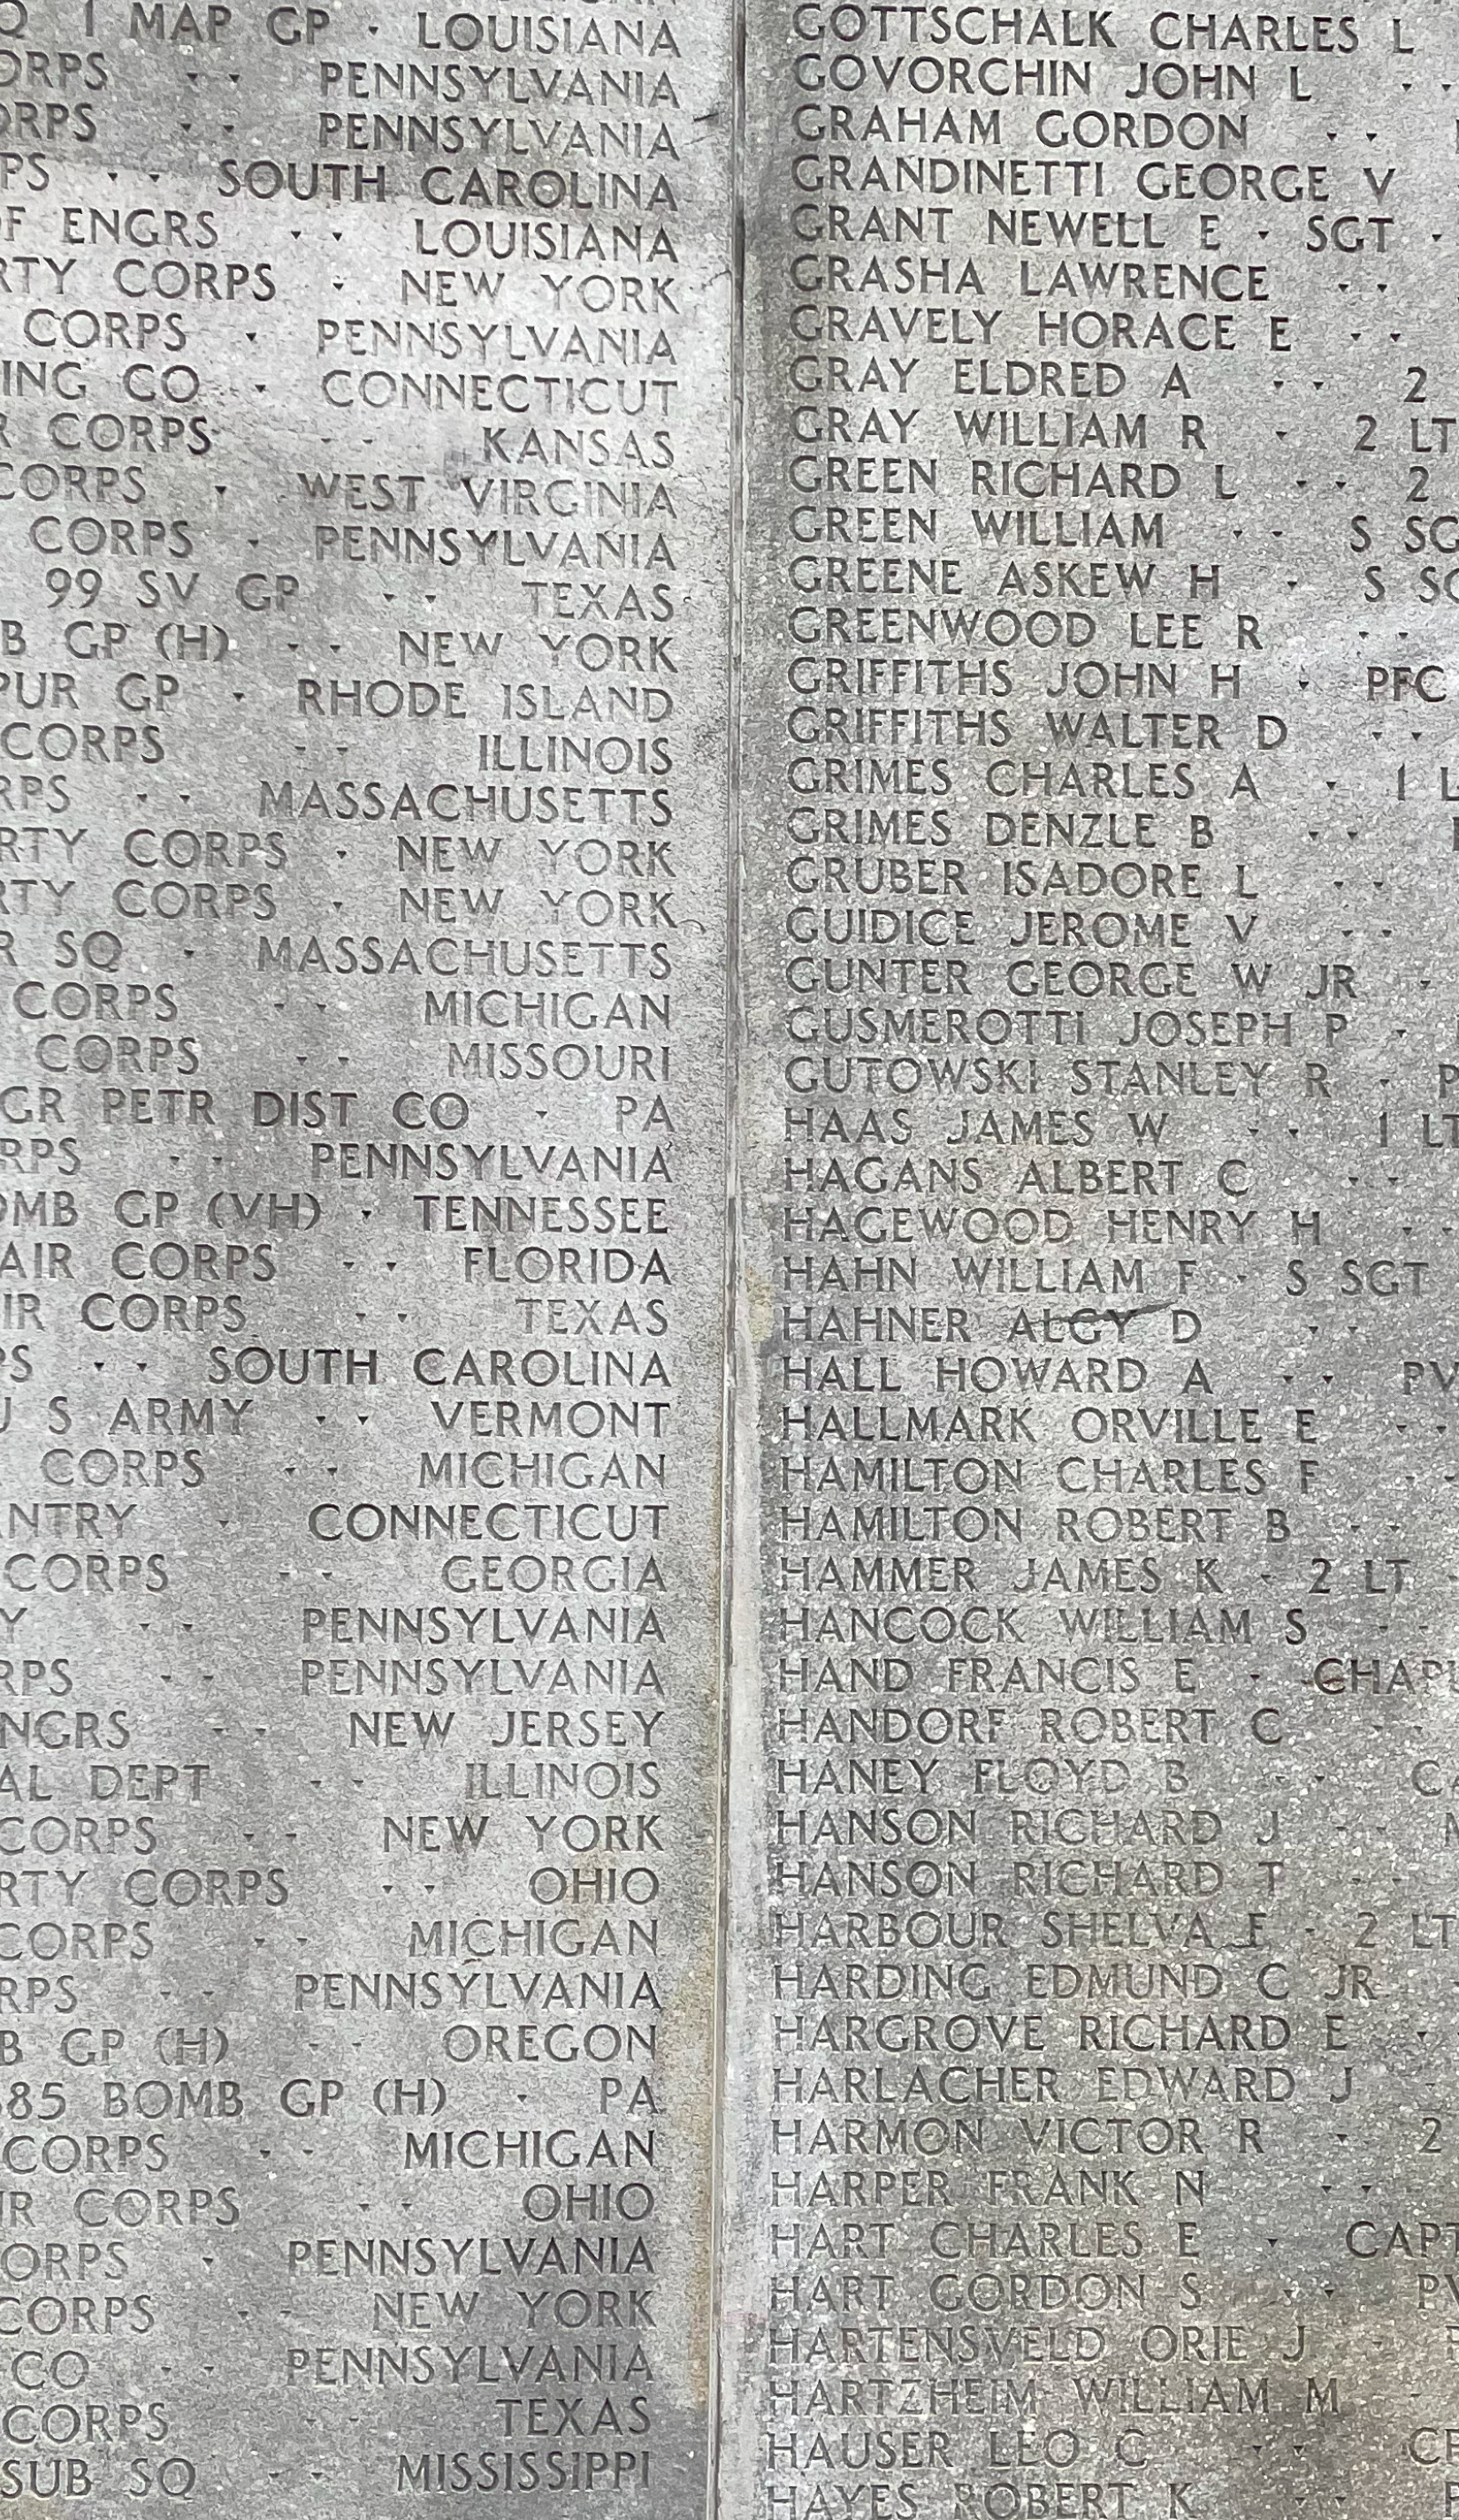 Q 1 MAP GP · LOUISIANA
ORPS · · PENNSYLVANIA
ORPS · · PENNSYLVANIA
PS · · SOUTH CAROLINA
OF ENGRS · · LOUISIANA
RTY CORPS · NEW YORK
CORPS · PENNSYLVANIA
ING CO · CONNECTICUT
R CORPS · · KANSAS
CORPS · WEST VIRGINIA
CORPS · PENNSYLVANIA
99 SV GP · · TEXAS
B GP (H) · · NEW YORK
PUR GP · RHODE ISLAND
CORPS · · ILLINOIS
RPS · · MASSACHUSETTS
RTY CORPS · NEW YORK
RTY CORPS · NEW YORK
R SQ · MASSACHUSETTS
CORPS · · MICHIGAN
CORPS · · MISSOURI
GR PETR DIST CO · PA
RPS · · PENNSYLVANIA
OMB GP (VH) · TENNESSEE
AIR CORPS · · FLORIDA
IR CORPS · · TEXAS
PS · · SOUTH CAROLINA
U S ARMY · · VERMONT
CORPS · · MICHIGAN
ANTRY · CONNECTICUT
CORPS · · GEORGIA
Y · · PENNSYLVANIA
RPS · · PENNSYLVANIA
NGRS · · NEW JERSEY
AL DEPT · · ILLINOIS
CORPS · · NEW YORK
RTY CORPS · · OHIO
CORPS · · MICHIGAN
RPS · · PENNSYLVANIA
B GP (H) · · OREGON
85 BOMB GP (H) · PA
CORPS · · MICHIGAN
IR CORPS · · OHIO
ORPS · PENNSYLVANIA
CORPS · · NEW YORK
CO · · PENNSYLVANIA
CORPS · · TEXAS
SUB SQ · · MISSISSIPPI
GOTTSCHALK CHARLES L
GOVORCHIN JOHN L · ·
GRAHAM GORDON · ·
GRANDINETTI GEORGE V ·
GRANT NEWELL E · SGT ·
GRASHA LAWRENCE · ·
GRAVELY HORACE E · ·
GRAY ELDRED A · · 2
GRAY WILLIAM R · 2 LT
GREEN RICHARD L · · 2
GREEN WILLIAM · · S SG
GREENE ASKEW H · S SG
GREENWOOD LEE R · ·
GRIFFITHS JOHN H · PFC
GRIFFITHS WALTER D · ·
GRIMES CHARLES A · 1 L
GRIMES DENZLE B · ·
GRUBER ISADORE L · ·
GUIDICE JEROME V · ·
GUNTER GEORGE W JR ·
GUSMEROTTI JOSEPH P ·
GUTOWSKI STANLEY R · P
HAAS JAMES W · · 1 LT
HAGANS ALBERT C · ·
HAGEWOOD HENRY H · ·
HAHN WILLIAM F · S SGT
HAHNER ALGY D · ·
HALL HOWARD A · · PV
HALLMARK ORVILLE E · ·
HAMILTON CHARLES F · ·
HAMILTON ROBERT B · ·
HAMMER JAMES K · 2 LT ·
HANCOCK WILLIAM S · ·
HAND FRANCIS E · CHAPL
HANDORF ROBERT C · ·
HANEY FLOYD B · · CA
HANSON RICHARD J · · M
HANSON RICHARD T · ·
HARBOUR SHELVA F · 2 LT
HARDING EDMUND C JR ·
HARGROVE RICHARD E · ·
HARLACHER EDWARD J ·
HARMON VICTOR R · 2
HARPER FRANK N · ·
HART CHARLES E · CAPT
HART GORDON S · · PV
HARTENSVELD ORIE J · P
HARTZHEIM WILLIAM M ·
HAUSER LEO C · · CP
HAYES ROBERT K · · P